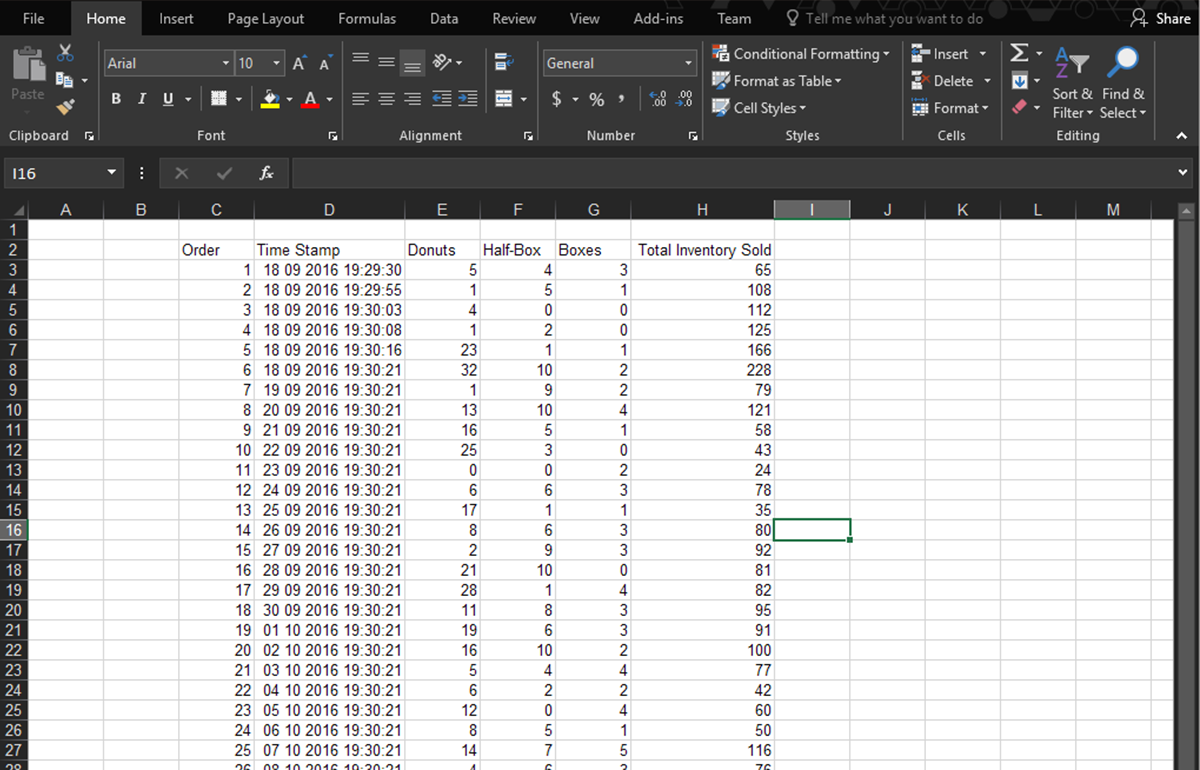 File Home Insert Page Layout Formulas Data Review View Add-ins Team Tell me what you want to do Share
Paste
Arial 10 A A
General
Conditional Formatting
Insert
Σ
Format as Table
Delete
B I U A
$ % , .00 .0
Cell Styles
Format
Sort & Filter
Find & Select
Clipboard Font Alignment Number Styles Cells Editing
I16 fx
A B C D E F G H I J K L M
1
2 Order Time Stamp Donuts Half-Box Boxes Total Inventory Sold
3 1 18 09 2016 19:29:30 5 4 3 65
4 2 18 09 2016 19:29:55 1 5 1 108
5 3 18 09 2016 19:30:03 4 0 0 112
6 4 18 09 2016 19:30:08 1 2 0 125
7 5 18 09 2016 19:30:16 23 1 1 166
8 6 18 09 2016 19:30:21 32 10 2 228
9 7 19 09 2016 19:30:21 1 9 2 79
10 8 20 09 2016 19:30:21 13 10 4 121
11 9 21 09 2016 19:30:21 16 5 1 58
12 10 22 09 2016 19:30:21 25 3 0 43
13 11 23 09 2016 19:30:21 0 0 2 24
14 12 24 09 2016 19:30:21 6 6 3 78
15 13 25 09 2016 19:30:21 17 1 1 35
16 14 26 09 2016 19:30:21 8 6 3 80
17 15 27 09 2016 19:30:21 2 9 3 92
18 16 28 09 2016 19:30:21 21 10 0 81
19 17 29 09 2016 19:30:21 28 1 4 82
20 18 30 09 2016 19:30:21 11 8 3 95
21 19 01 10 2016 19:30:21 19 6 3 91
22 20 02 10 2016 19:30:21 16 10 2 100
23 21 03 10 2016 19:30:21 5 4 4 77
24 22 04 10 2016 19:30:21 6 2 2 42
25 23 05 10 2016 19:30:21 12 0 4 60
26 24 06 10 2016 19:30:21 8 5 1 50
27 25 07 10 2016 19:30:21 14 7 5 116
28 26 08 10 2016 19:30:21 4 6 3 76